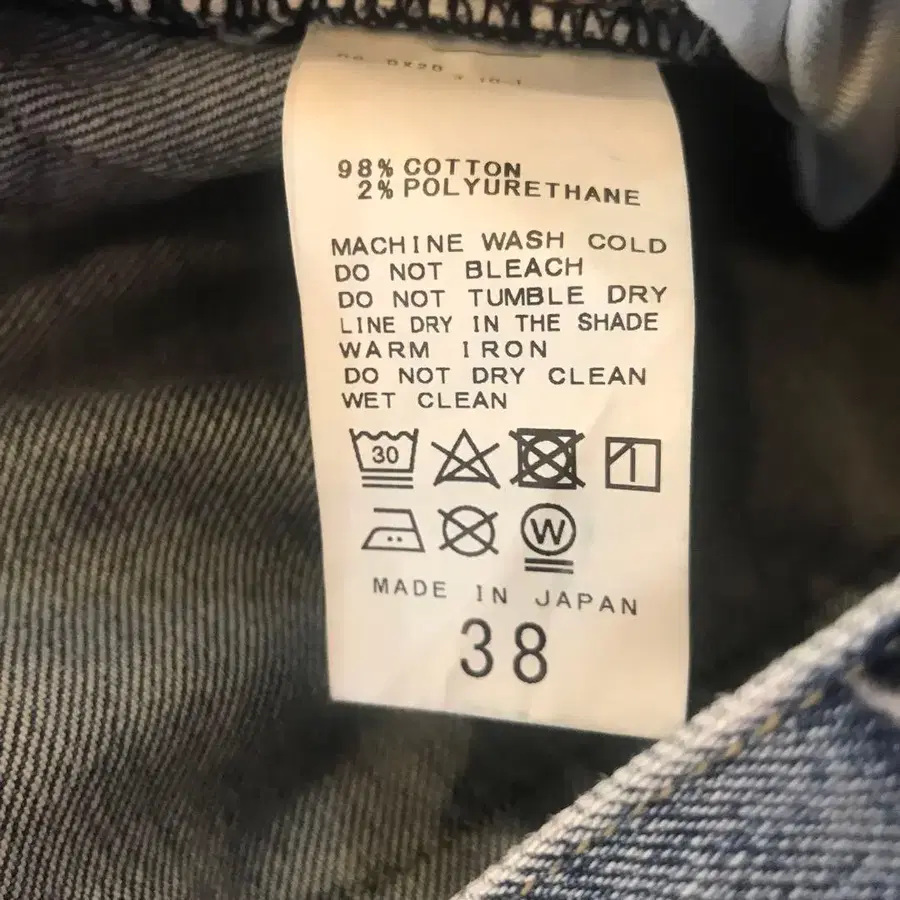 98% COTTON
2% POLYURETHANE
MACHINE WASH COLD
DO NOT BLEACH
DO NOT TUMBLE DRY
LINE DRY IN THE SHADE
WARM IRON
DO NOT DRY CLEAN
WET CLEAN
30
W
MADE IN JAPAN
38